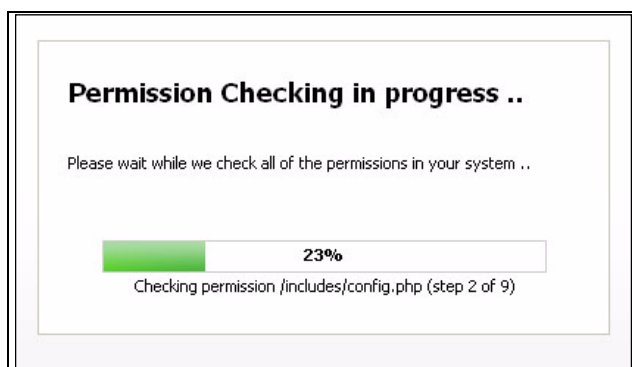 Permission Checking in progress ..
Please wait while we check all of the permissions in your system ..
23%
Checking permission /includes/config.php (step 2 of 9)